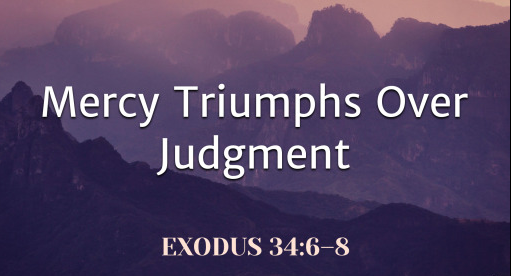 Mercy Triumphs Over
Judgment
EXODUS 34:6–8